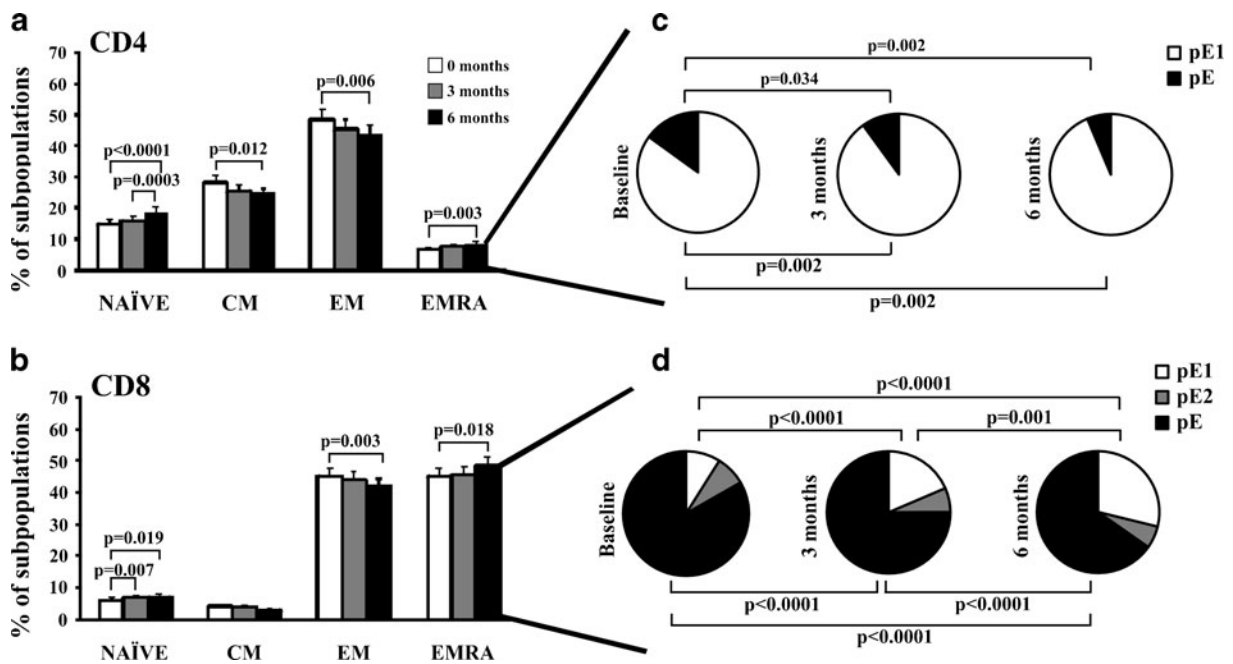 a
CD4
% of subpopulations
70
60
50
40
30
20
10
0
0 months
3 months
6 months
p<0.0001
p=0.0003
p=0.012
p=0.006
p=0.003
NAÏVE CM EM EMRA
c
p=0.002
p=0.034
pE1
pE
Baseline
3 months
6 months
p=0.002
p=0.002
b
CD8
% of subpopulations
70
60
50
40
30
20
10
0
p=0.019
p=0.007
p=0.003
p=0.018
NAÏVE CM EM EMRA
d
p<0.0001
p<0.0001
p=0.001
pE1
pE2
pE
Baseline
3 months
6 months
p<0.0001
p<0.0001
p<0.0001